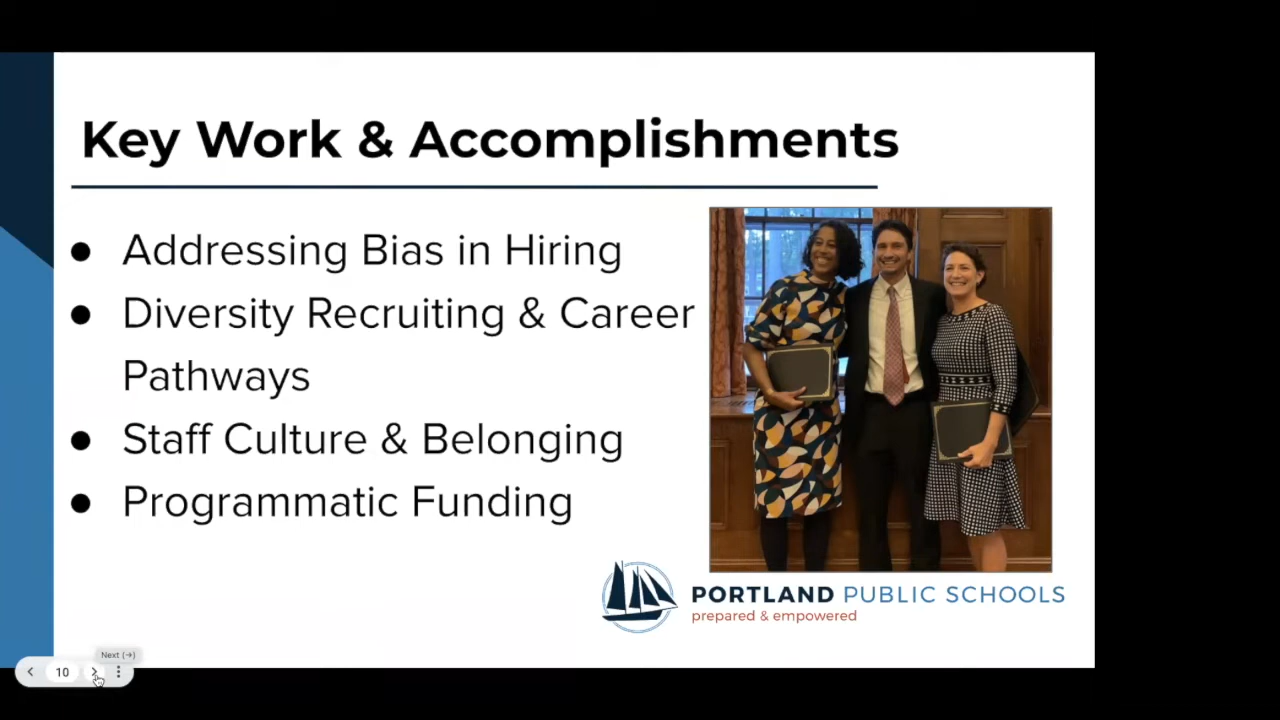 Key Work & Accomplishments
● Addressing Bias in Hiring
● Diversity Recruiting & Career
Pathways
● Staff Culture & Belonging
● Programmatic Funding
PORTLAND PUBLIC SCHOOLS
prepared & empowered
Next (→)
10